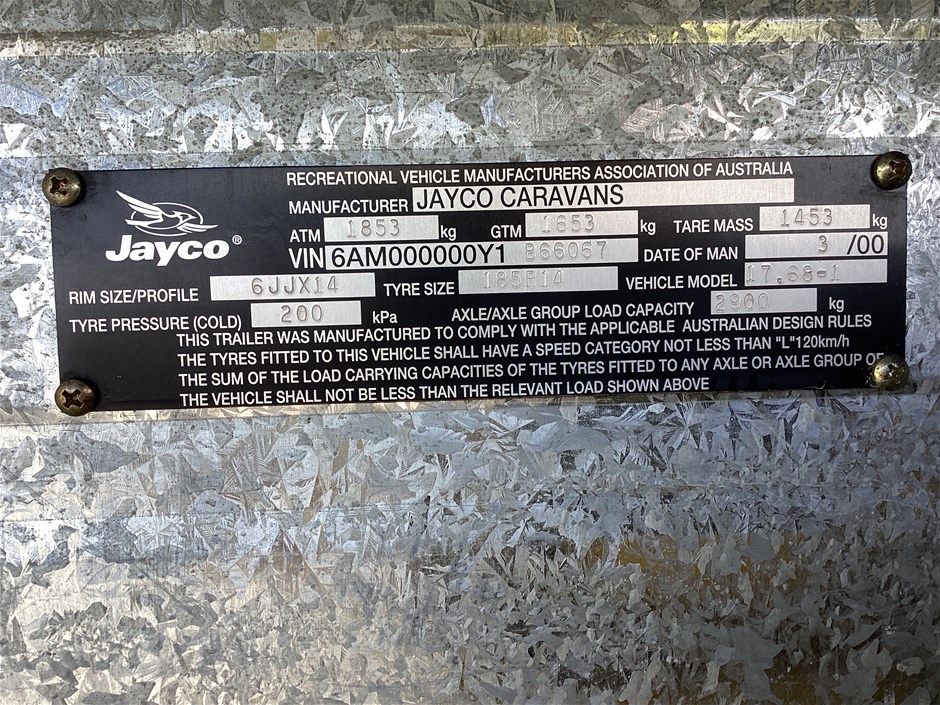 RECREATIONAL VEHICLE MANUFACTURERS ASSOCIATION OF AUSTRALIA
Jayco®
MANUFACTURER JAYCO CARAVANS
ATM 1853 kg GTM 1653 kg TARE MASS 1453 kg
VIN 6AM000000Y1 B66067 DATE OF MAN 3 /00
RIM SIZE/PROFILE 6JJX14 TYRE SIZE 185R14 VEHICLE MODEL 17.68-1
TYRE PRESSURE (COLD) 200 kPa AXLE/AXLE GROUP LOAD CAPACITY 2900 kg
THIS TRAILER WAS MANUFACTURED TO COMPLY WITH THE APPLICABLE AUSTRALIAN DESIGN RULES
THE TYRES FITTED TO THIS VEHICLE SHALL HAVE A SPEED CATEGORY NOT LESS THAN "L"120km/h
THE SUM OF THE LOAD CARRYING CAPACITIES OF THE TYRES FITTED TO ANY AXLE OR AXLE GROUP OF
THE VEHICLE SHALL NOT BE LESS THAN THE RELEVANT LOAD SHOWN ABOVE